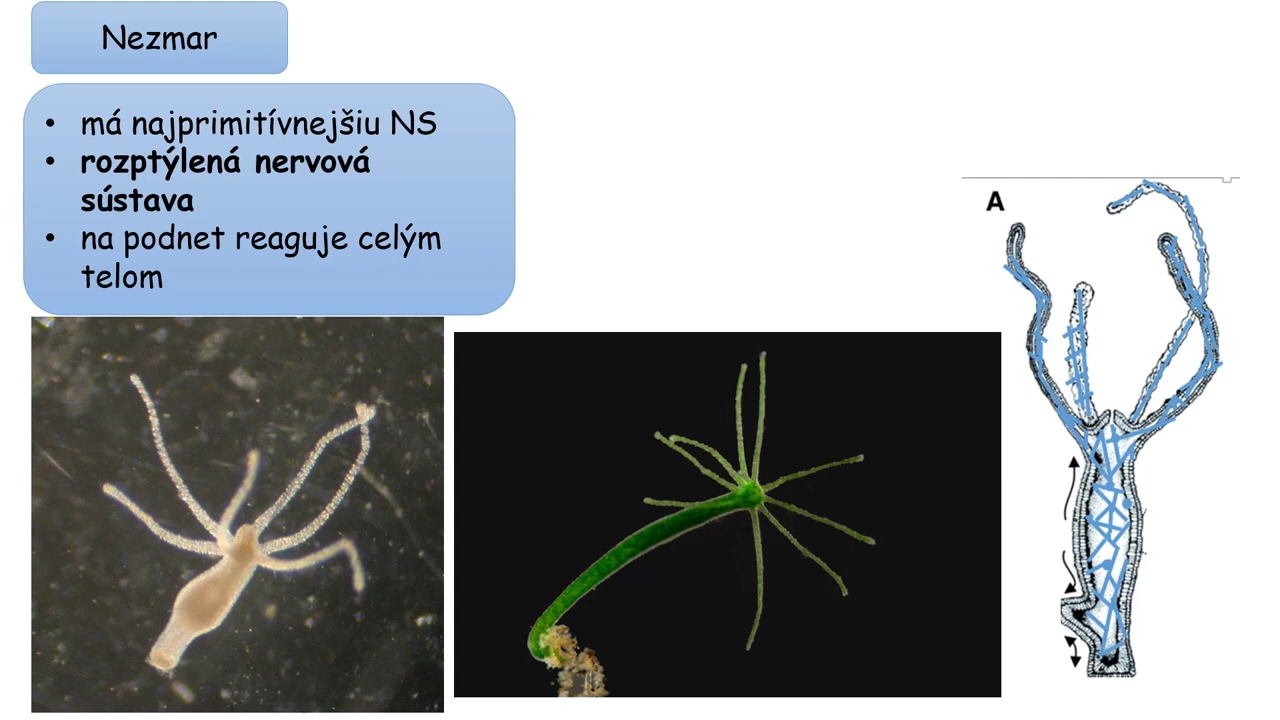 Nezmar
• má najprimitívnejšiu NS
• rozptýlená nervová
sústava
• na podnet reaguje celým
telom
A